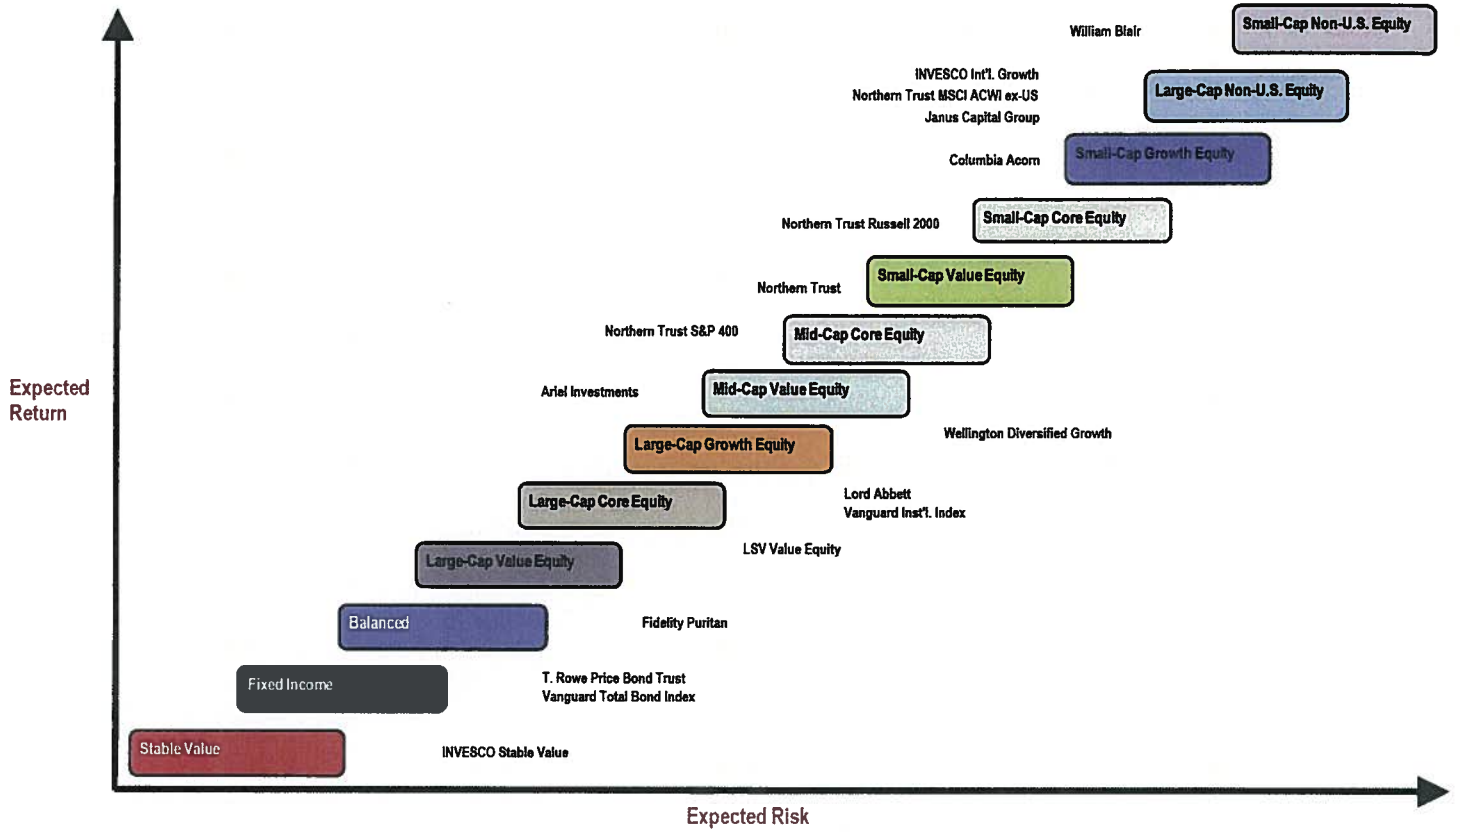 William Blair
Small-Cap Non-U.S. Equity
INVESCO Int'l. Growth
Northern Trust MSCI ACWI ex-US
Janus Capital Group
Large-Cap Non-U.S. Equity
Columbia Acorn
Small-Cap Growth Equity
Northern Trust Russell 2000
Small-Cap Core Equity
Northern Trust
Small-Cap Value Equity
Northern Trust S&P 400
Mid-Cap Core Equity
Expected
Return
Ariel Investments
Mid-Cap Value Equity
Large-Cap Growth Equity
Wellington Diversified Growth
Large-Cap Core Equity
Lord Abbett
Vanguard Inst'l. Index
Large-Cap Value Equity
LSV Value Equity
Balanced
Fidelity Puritan
Fixed Income
T. Rowe Price Bond Trust
Vanguard Total Bond Index
Stable Value
INVESCO Stable Value
Expected Risk